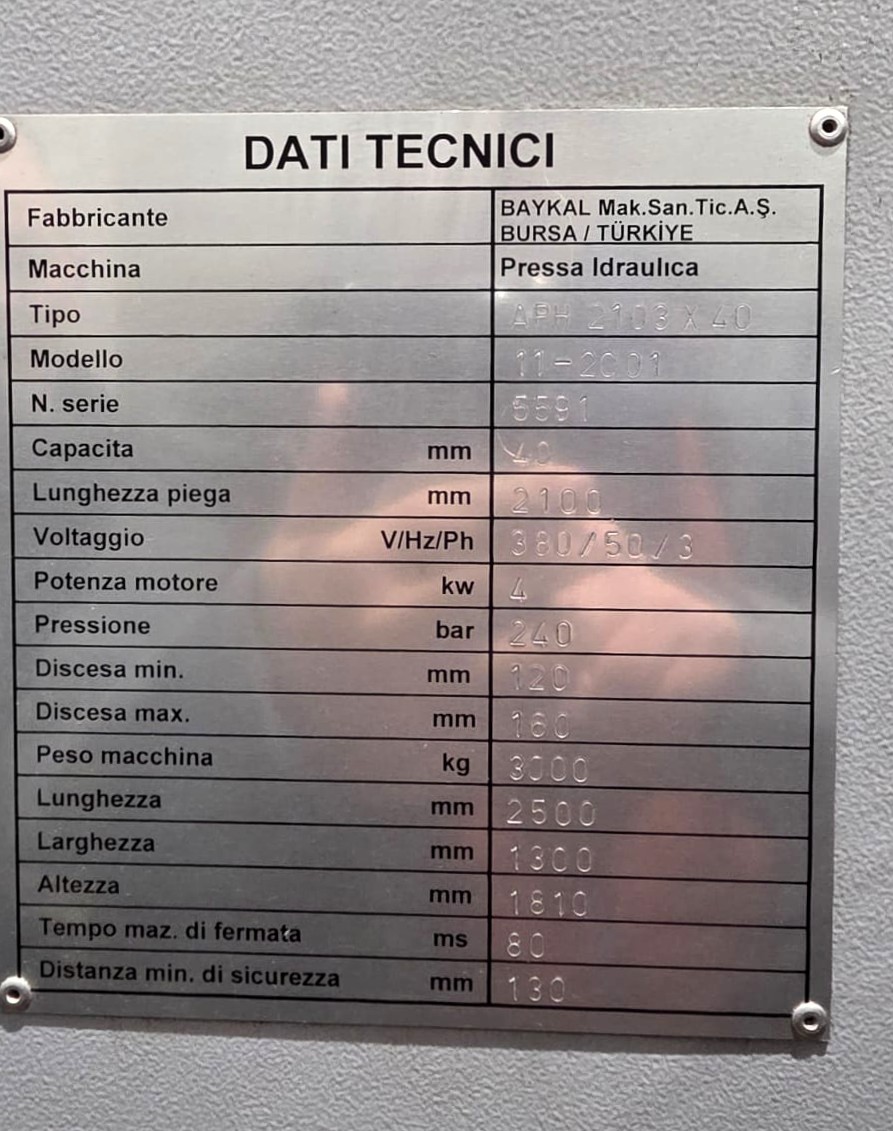 DATI TECNICI
Fabbricante BAYKAL Mak.San.Tic.A.Ş.
BURSA / TÜRKİYE
Macchina Pressa Idraulıca
Tipo APH 2103 X 40
Modello 11-2001
N. serie 5591
Capacita mm 40
Lunghezza piega mm 2100
Voltaggio V/Hz/Ph 380/50/3
Potenza motore kw 4
Pressione bar 240
Discesa min. mm 120
Discesa max. mm 160
Peso macchina kg 3000
Lunghezza mm 2500
Larghezza mm 1300
Altezza mm 1810
Tempo maz. di fermata ms 80
Distanza min. di sicurezza mm 130